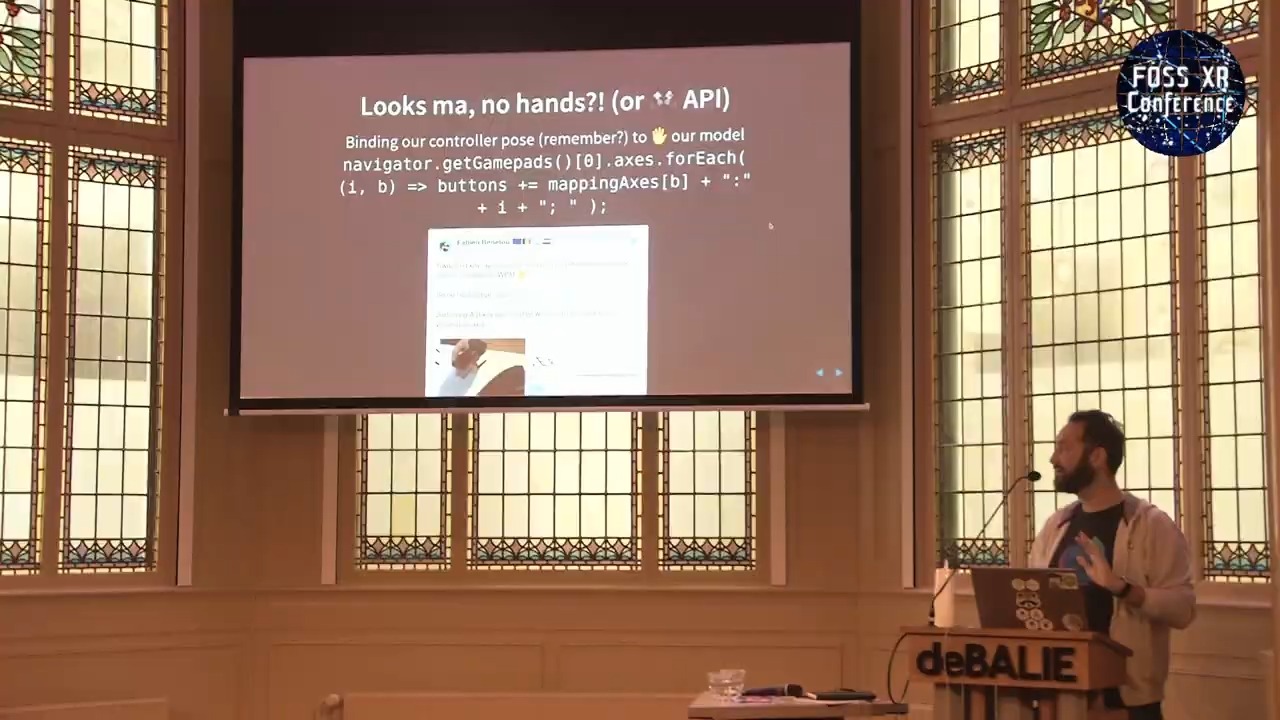 FOSS XR
Conference
Looks ma, no hands?! (or API)
Binding our controller pose (remember?) to 🖐 our model
navigator.getGamepads()[0].axes.forEach(
(i, b) => buttons += mappingAxes[b] + ":"
+ i + "; " );
deBALIE